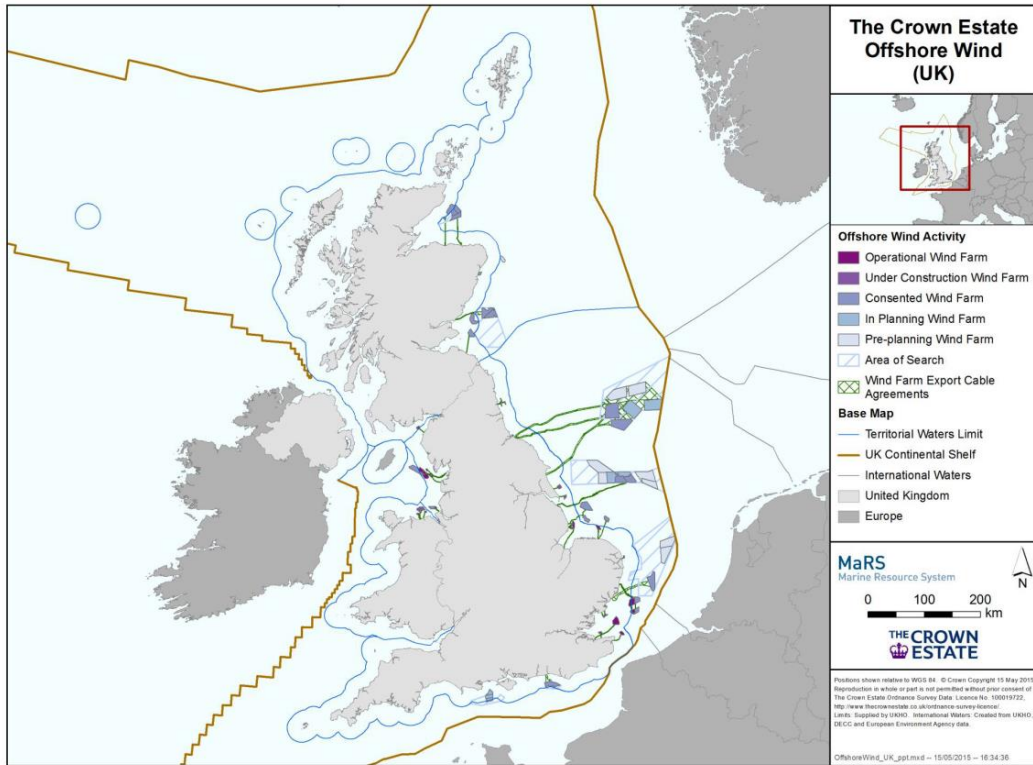 The Crown Estate
Offshore Wind
(UK)
Offshore Wind Activity
Operational Wind Farm
Under Construction Wind Farm
Consented Wind Farm
In Planning Wind Farm
Pre-planning Wind Farm
Area of Search
Wind Farm Export Cable
Agreements
Base Map
Territorial Waters Limit
UK Continental Shelf
International Waters
United Kingdom
Europe
MaRS
Marine Resource System
N
0 100 200
km
THE CROWN
ESTATE
Positions shown relative to WGS 84. © Crown Copyright 15 May 2015
Reproduction in whole or part is not permitted without prior consent of
The Crown Estate Ordnance Survey Data: Licence No. 100019722,
http://www.thecrownestate.co.uk/ordnance-survey-licence/.
Limits: Supplied by UKHO. International Waters: Created from UKHO,
DECC and European Environment Agency data.
OffshoreWind_UK_ppt.mxd -- 15/05/2015 -- 16:34:36